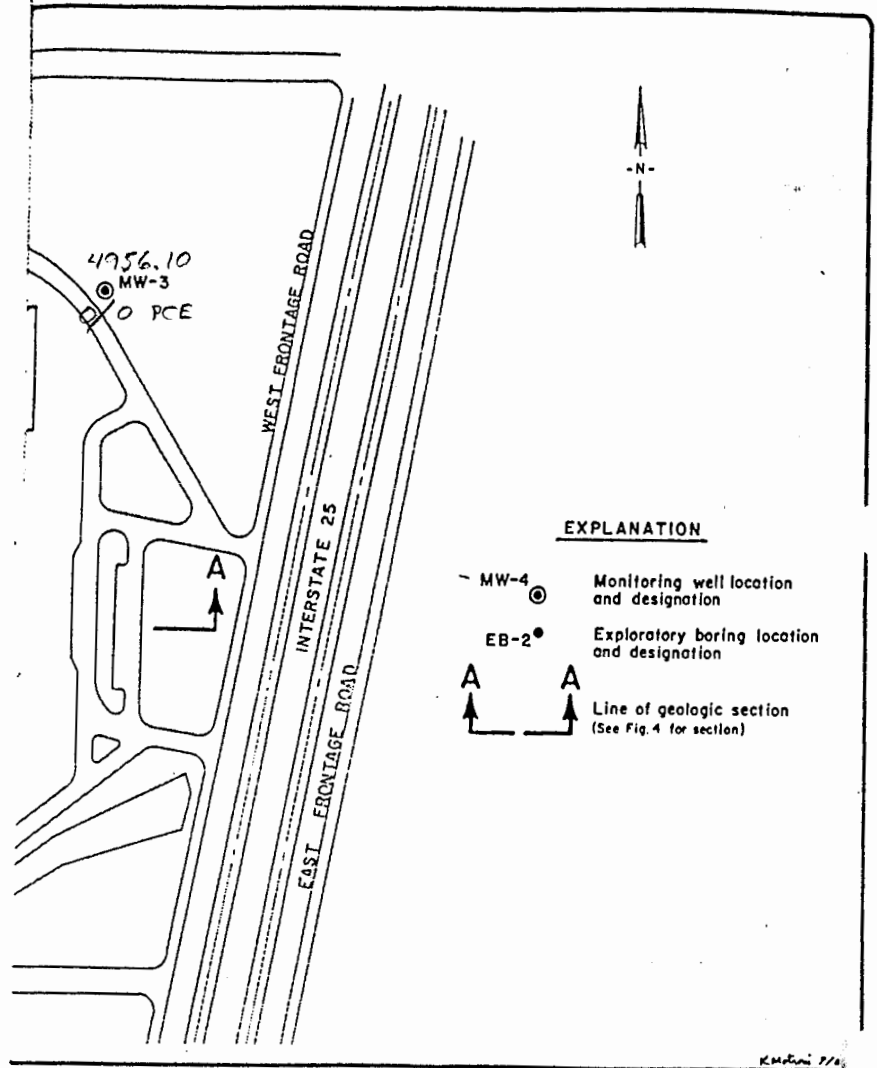 -N-
4956.10
MW-3
0 PCE
WEST FRONTAGE ROAD
INTERSTATE 25
EAST FRONTAGE ROAD
A
EXPLANATION
MW-4
Monitoring well location
and designation
EB-2
Exploratory boring location
and designation
A A
Line of geologic section
(See Fig. 4 for section)